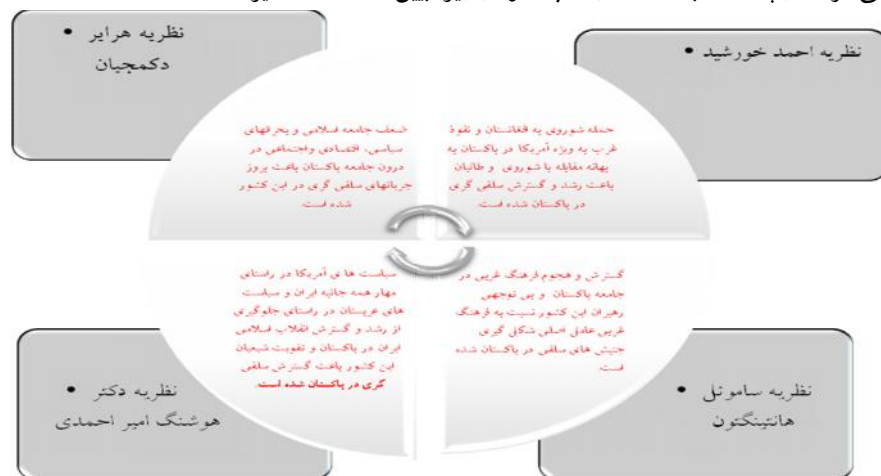 نظریه احمد خورشید
نظریه هرایر
دکمجیان
حمله شوروی به افغانستان و نفوذ
غرب به ویژه آمریکا در پاکستان به
بهانه مقابله با شوروی و طالبان
باعث رشد و گسترش سلفی گری
در پاکستان شده است.
ضعف جامعه اسلامی و بحرانهای
سیاسی، اقتصادی واجتماعی در
درون جامعه پاکستان باعث بروز
جریانهای سلفی گری در این کشور
شده است.
گسترش و هجوم فرهنگ غربی در
جامعه پاکستان و بی توجهی
رهبران این کشور نسبت به فرهنگ
غربی عاملی اصلی شکل گیری
جنبش های سلفی در پاکستان شده
است.
سیاست ها ی آمریکا در راستای
مهار همه جانبه ایران و سیاست
های عربستان در راستای جلوگیری
از رشد و گسترش انقلاب اسلامی
ایران در پاکستان و تقویت شیعیان
این کشور باعث گسترش سلفی
گری در پاکستان شده است.
نظریه ساموئل
هانتینگتون
نظریه دکتر
هوشنگ امیر احمدی